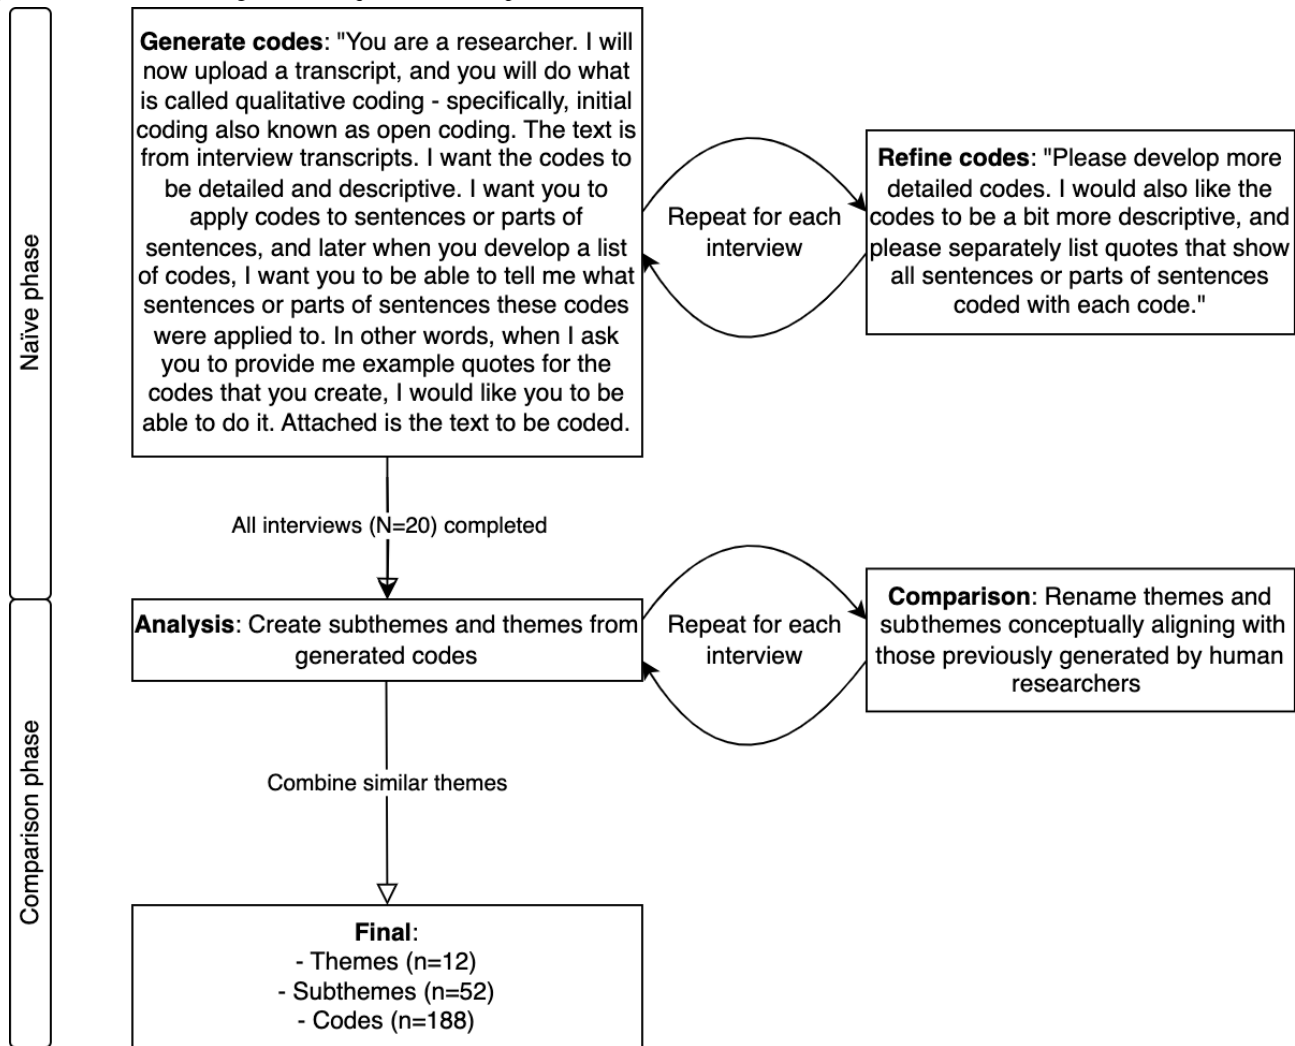 Naïve phase
Generate codes: "You are a researcher. I will
now upload a transcript, and you will do what
is called qualitative coding - specifically, initial
coding also known as open coding. The text is
from interview transcripts. I want the codes to
be detailed and descriptive. I want you to
apply codes to sentences or parts of
sentences, and later when you develop a list
of codes, I want you to be able to tell me what
sentences or parts of sentences these codes
were applied to. In other words, when I ask
you to provide me example quotes for the
codes that you create, I would like you to be
able to do it. Attached is the text to be coded.
Repeat for each
interview
Refine codes: "Please develop more
detailed codes. I would also like the
codes to be a bit more descriptive, and
please separately list quotes that show
all sentences or parts of sentences
coded with each code."
All interviews (N=20) completed
Comparison phase
Analysis: Create subthemes and themes from
generated codes
Repeat for each
interview
Comparison: Rename themes and
subthemes conceptually aligning with
those previously generated by human
researchers
Combine similar themes
Final:
- Themes (n=12)
- Subthemes (n=52)
- Codes (n=188)